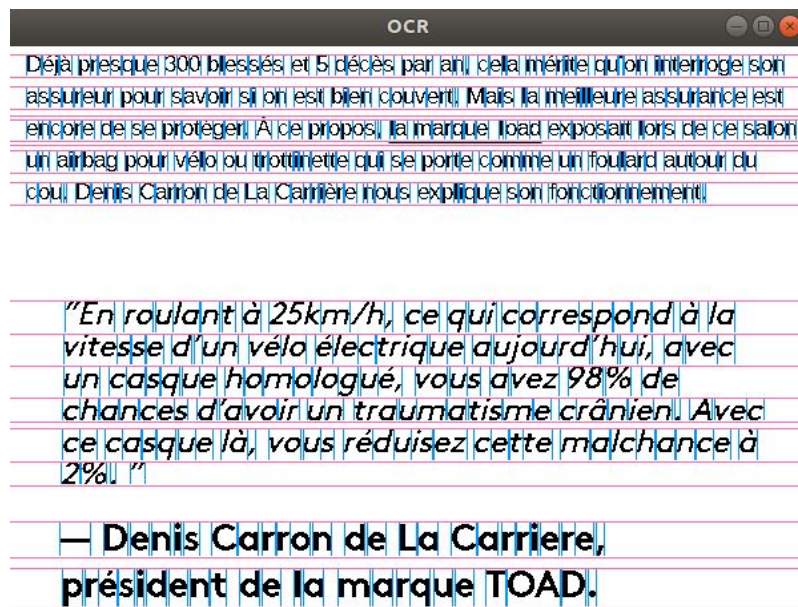 OCR
Déjà presque 300 blessés et 5 décès par an, cela mérite qu'on interroge son
assureur pour savoir si on est bien couvert. Mais la meilleure assurance est
encore de se protéger. À ce propos, la marque Toad exposait lors de ce salon
un airbag pour vélo ou trottinette qui se porte comme un foulard autour du
cou. Denis Carron de La Carrière nous explique son fonctionnement.
"En roulant à 25km/h, ce qui correspond à la
vitesse d'un vélo électrique aujourd'hui, avec
un casque homologué, vous avez 98% de
chances d'avoir un traumatisme crânien. Avec
ce casque là, vous réduisez cette malchance à
2%. "
— Denis Carron de La Carriere,
président de la marque TOAD.